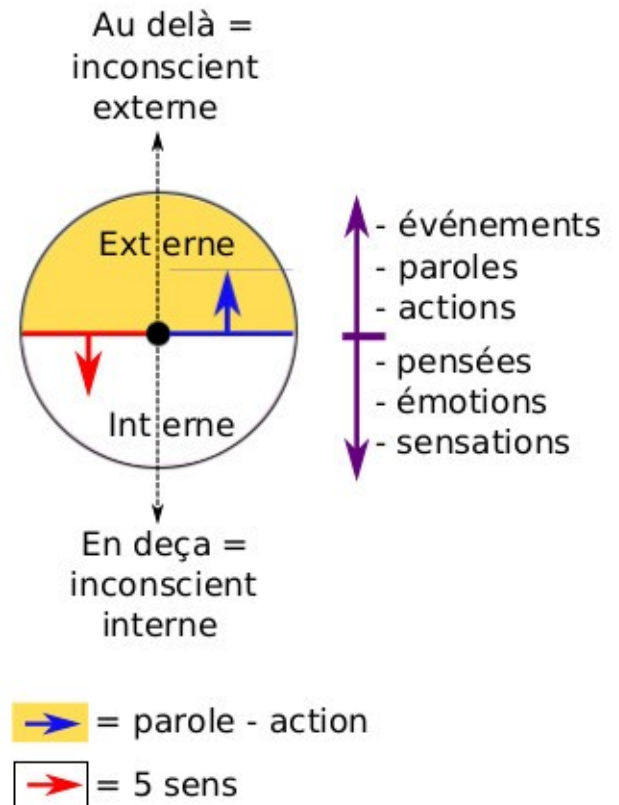 Au delà =
inconscient
externe
Externe
- événements
- paroles
- actions
- pensées
- émotions
- sensations
Interne
En deça =
inconscient
interne
= parole - action
= 5 sens